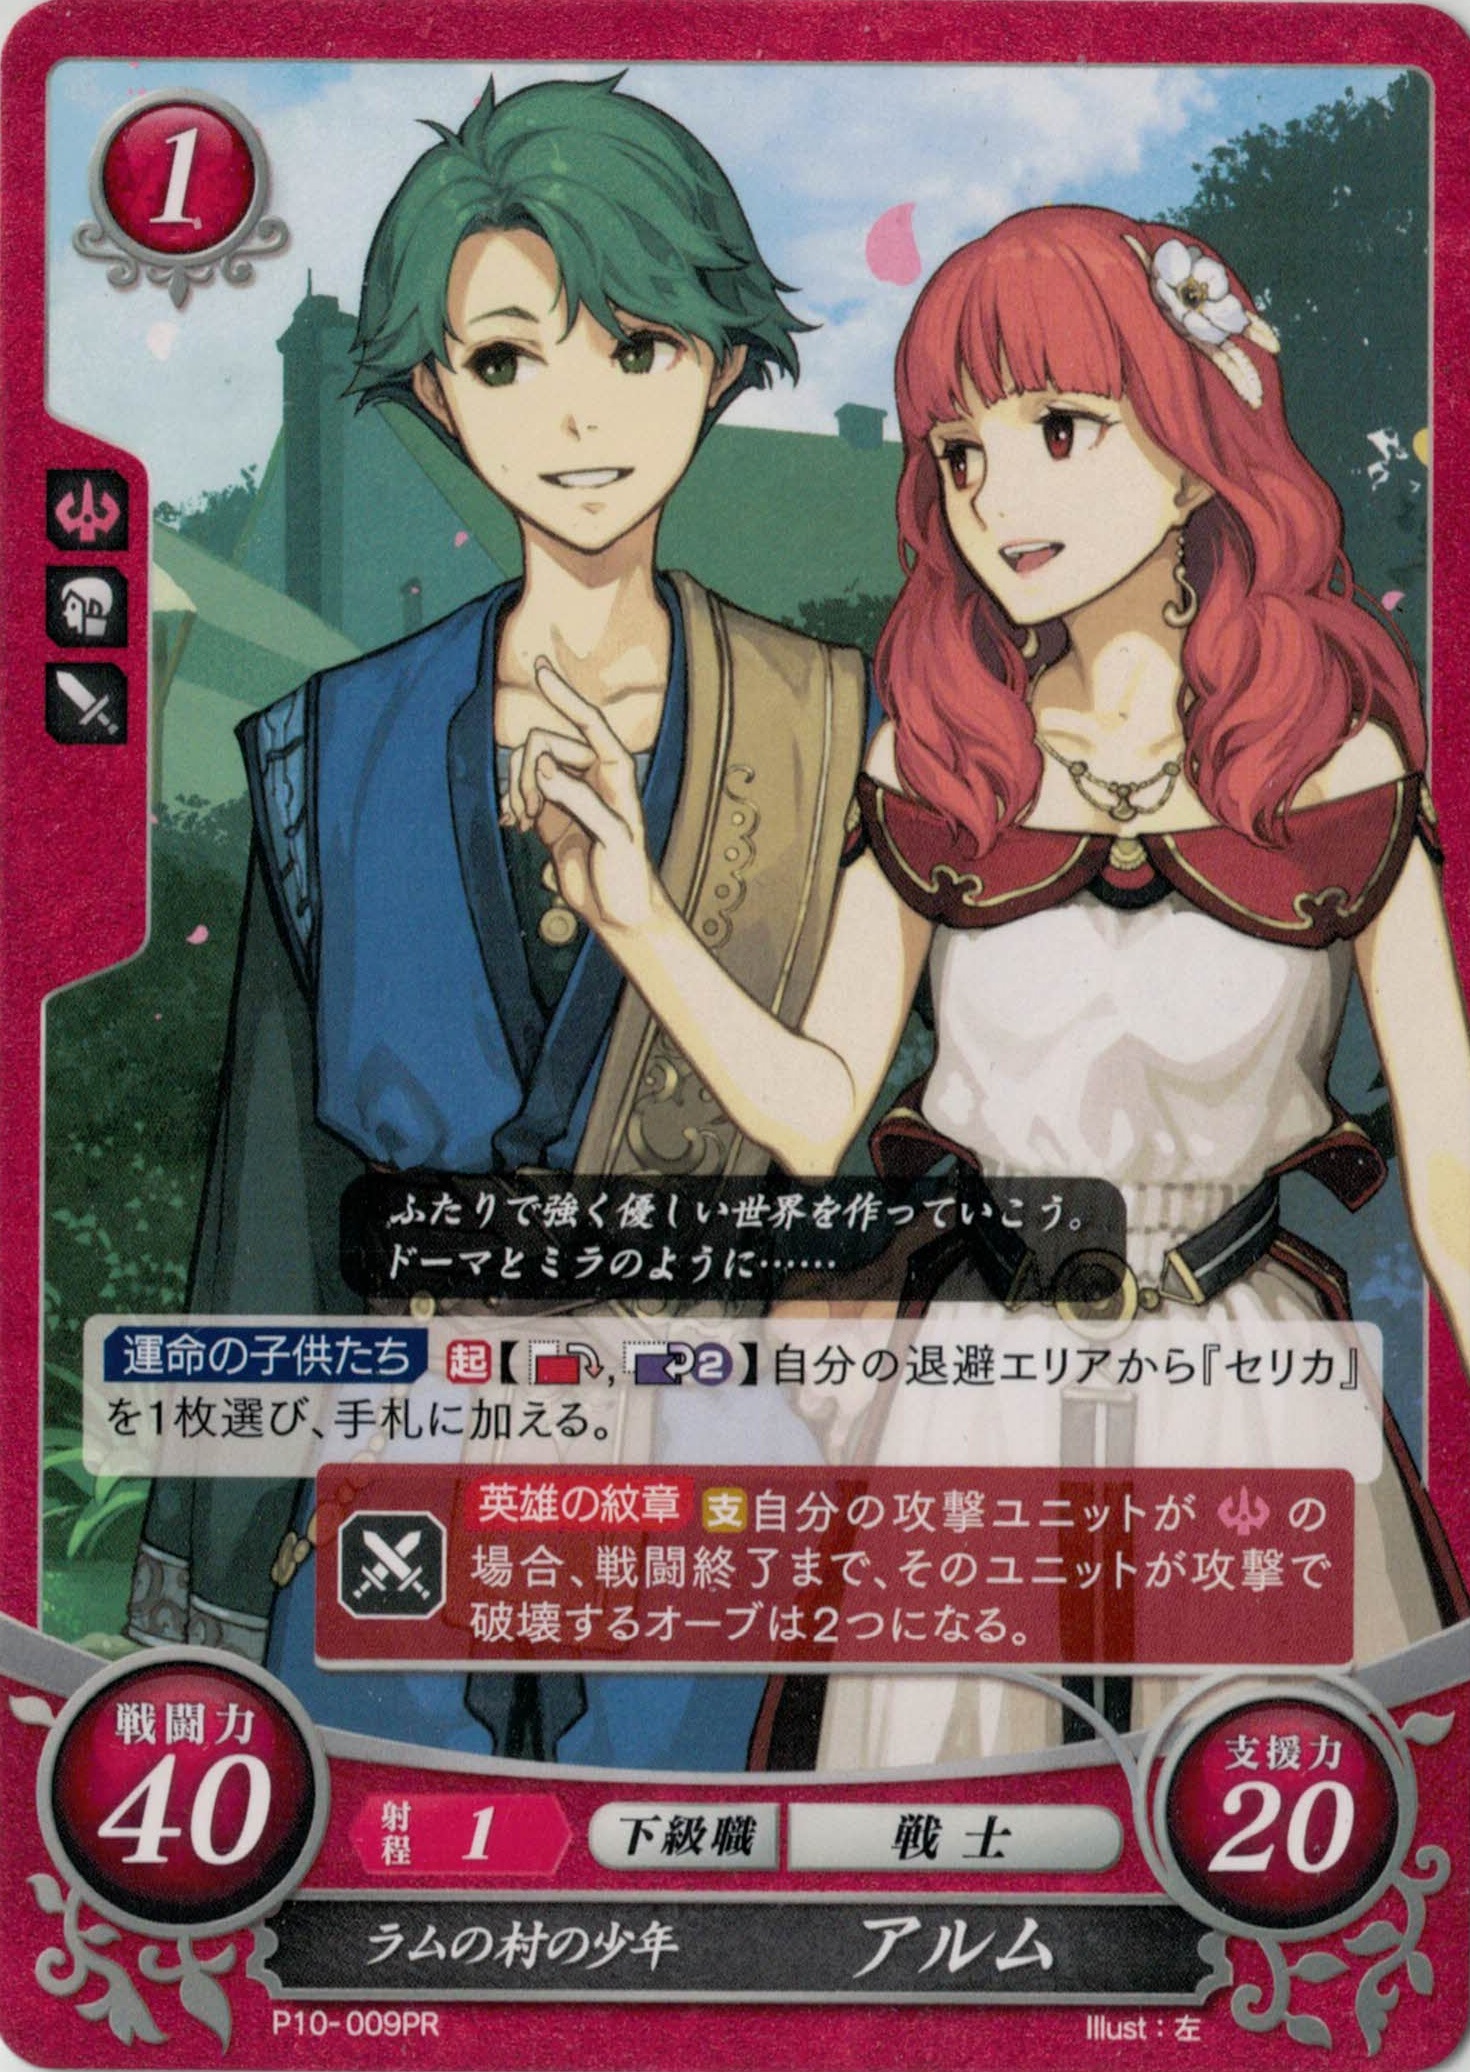 1
ふたりで強く優しい世界を作っていこう。
ドーマとミラのように……
運命の子供たち 起【 , 2】自分の退避エリアから『セリカ』
を1枚選び、手札に加える。
英雄の紋章 支 自分の攻撃ユニットが の
場合、戦闘終了まで、そのユニットが攻撃で
破壊するオーブは2つになる。
戦闘力
40
射程 1
下級職 戦士
支援力
20
ラムの村の少年 アルム
P10-009PR
Illust：左